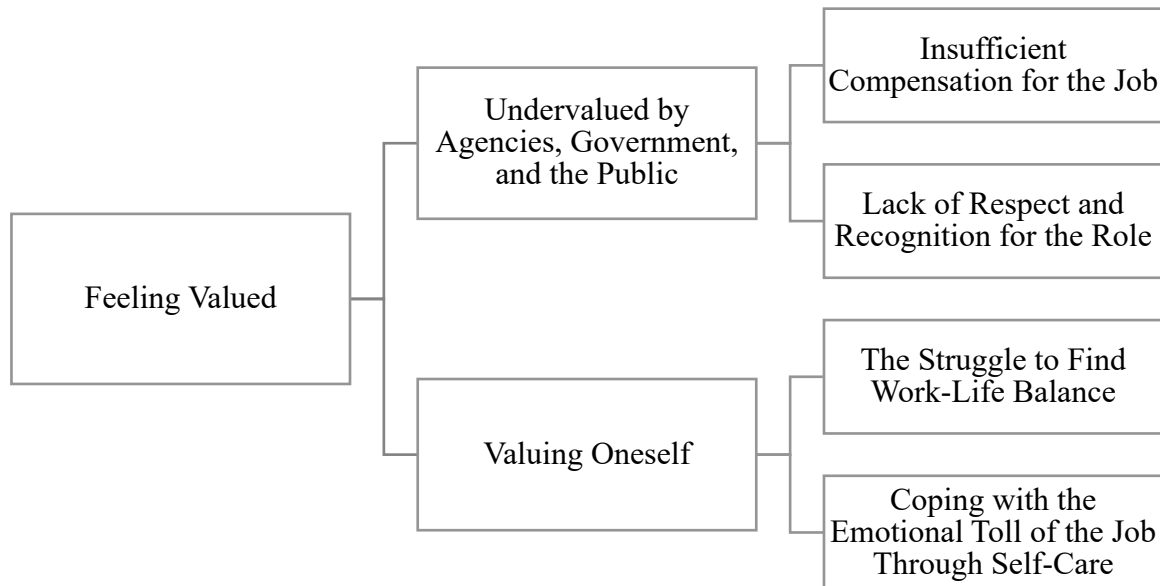 Feeling Valued
Undervalued by
Agencies, Government,
and the Public
Insufficient
Compensation for the Job
Lack of Respect and
Recognition for the Role
Valuing Oneself
The Struggle to Find
Work-Life Balance
Coping with the
Emotional Toll of the Job
Through Self-Care